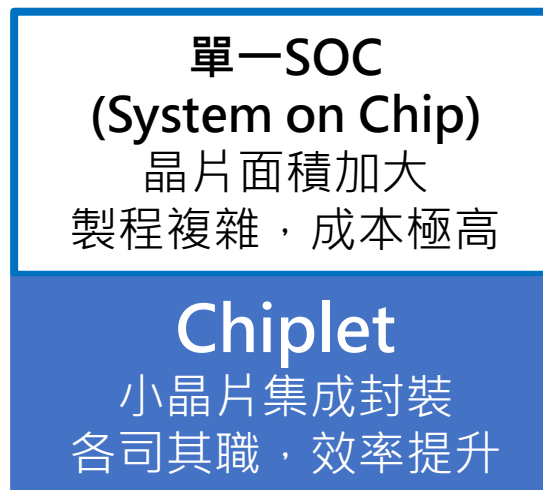 單一SOC
(System on Chip)
晶片面積加大
製程複雜，成本極高
Chiplet
小晶片集成封裝
各司其職，效率提升